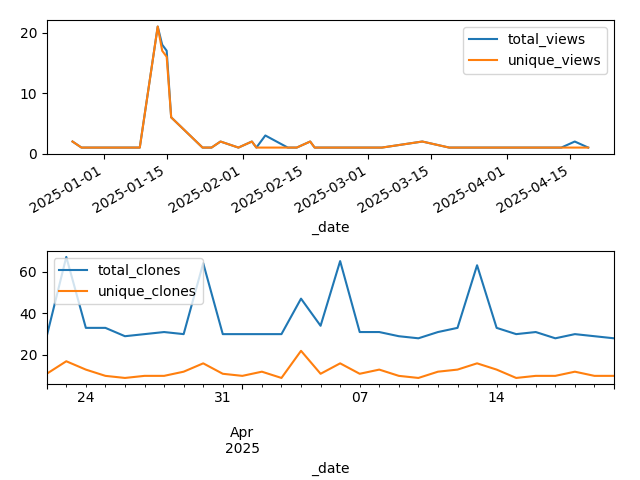 20
10
0
total_views
unique_views
2025-01-01
2025-01-15
2025-02-01
2025-02-15
2025-03-01
2025-03-15
2025-04-01
2025-04-15
_date
60
40
20
total_clones
unique_clones
24
31
07
14
Apr
2025
_date